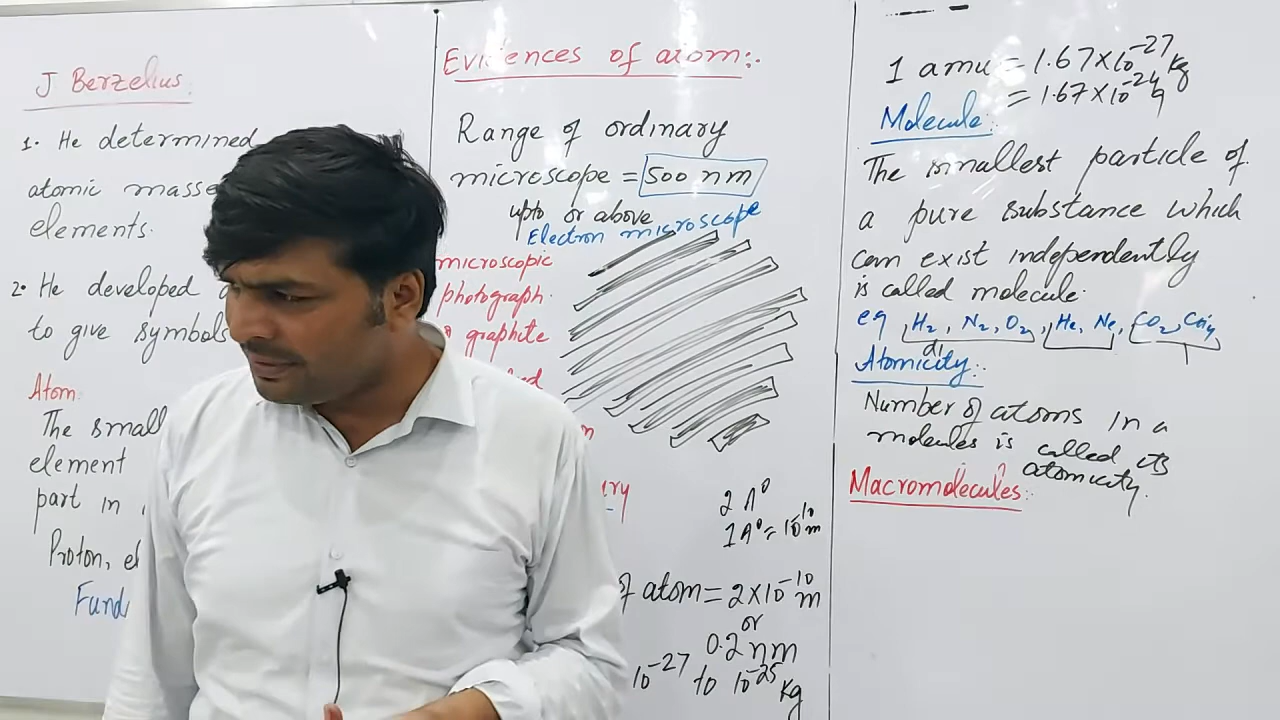 J Berzelius.
1. He determined
atomic masse
elements.
2. He developed
to give symbols
Atom:
The small
element
part in
Proton, el
Fund
Evidences of atom:.
Range of ordinary
microscope = 500 nm
upto or above
Electron microscope
microscopic
photograph.
graphite
ury
2 A°
1A° = 10⁻¹⁰ m
of atom = 2×10⁻¹⁰ m
or
0.2 nm
10⁻²⁷ to 10⁻²⁵ kg
1 amu = 1.67×10⁻²⁷ kg
= 1.67×10⁻²⁴ g
Molecule:.
The smallest particle of
a pure substance which
can exist independently
is called molecule.
eg H₂, N₂, O₂, He, Ne, CO₂,
di
Atomicity:.
Number of atoms in a
molecules is called its
atomicity.
Macromolecules: